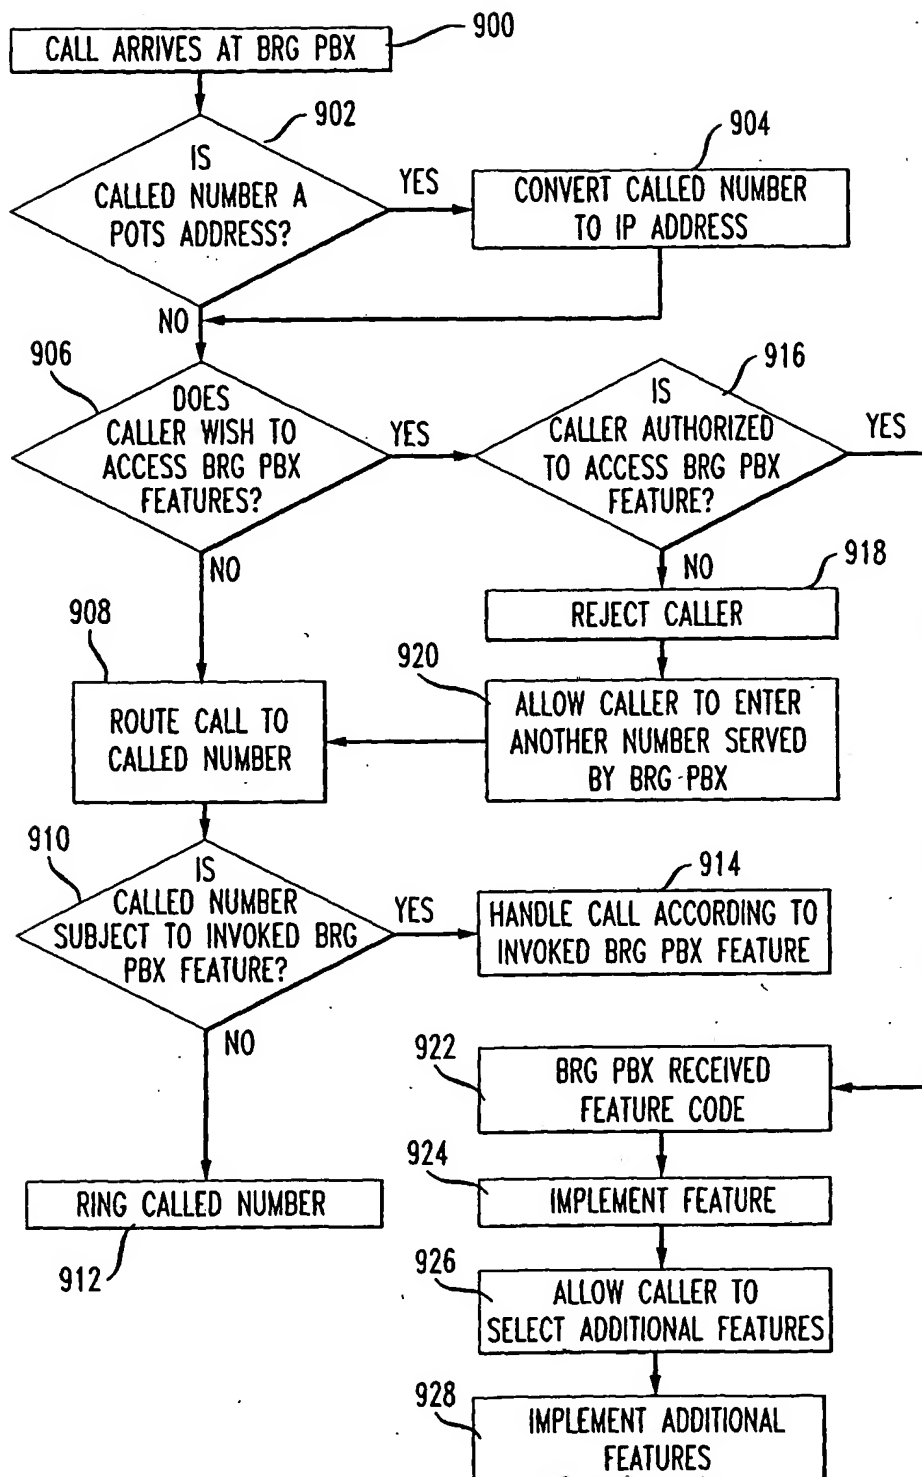 CALL ARRIVES AT BRG PBX
900
902
IS
CALLED NUMBER A
POTS ADDRESS?
YES
904
CONVERT CALLED NUMBER
TO IP ADDRESS
NO
906
DOES
CALLER WISH TO
ACCESS BRG PBX
FEATURES?
YES
916
IS
CALLER AUTHORIZED
TO ACCESS BRG PBX
FEATURE?
YES
NO
NO
918
REJECT CALLER
908
ROUTE CALL TO
CALLED NUMBER
920
ALLOW CALLER TO ENTER
ANOTHER NUMBER SERVED
BY BRG PBX
910
IS
CALLED NUMBER
SUBJECT TO INVOKED BRG
PBX FEATURE?
YES
914
HANDLE CALL ACCORDING TO
INVOKED BRG PBX FEATURE
NO
922
BRG PBX RECEIVED
FEATURE CODE
924
IMPLEMENT FEATURE
RING CALLED NUMBER
912
926
ALLOW CALLER TO
SELECT ADDITIONAL FEATURES
928
IMPLEMENT ADDITIONAL
FEATURES